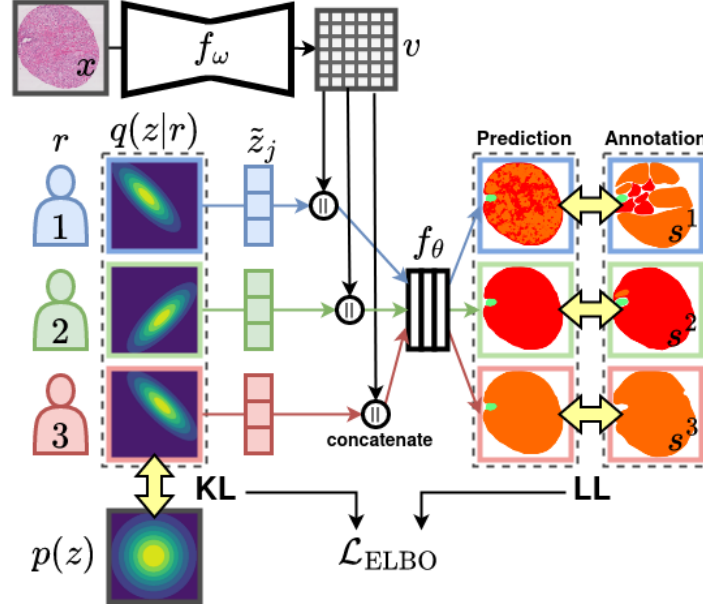 x
f_ω
v
r
q(z|r)
z̃_j
Prediction
Annotation
1
||
s^1
f_θ
2
||
s^2
3
||
s^3
concatenate
KL
LL
p(z)
ℒ_ELBO